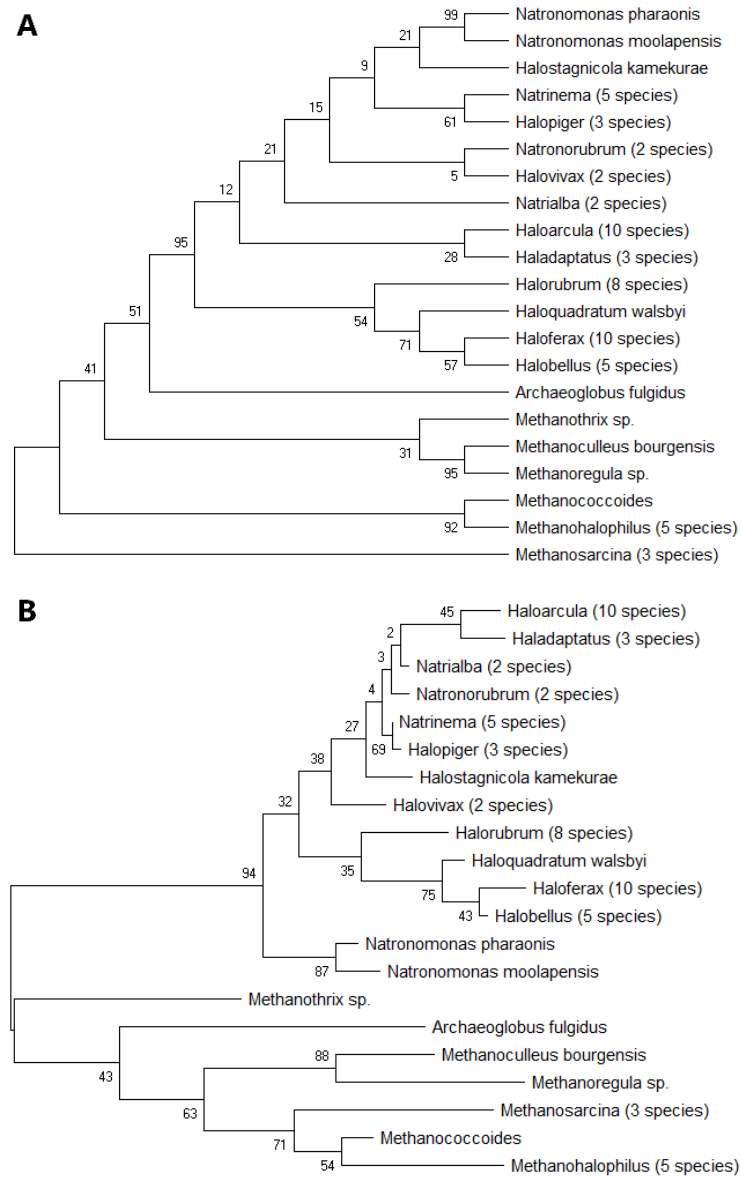 A
99
Natronomonas pharaonis
21
Natronomonas moolapensis
9
Halostagnicola kamekurae
15
Natrinema (5 species)
61
Halopiger (3 species)
21
Natronorubrum (2 species)
5
Halovivax (2 species)
12
Natrialba (2 species)
95
Haloarcula (10 species)
28
Haladaptatus (3 species)
51
Halorubrum (8 species)
54
Haloquadratum walsbyi
71
Haloferax (10 species)
57
Halobellus (5 species)
41
Archaeoglobus fulgidus
Methanothrix sp.
31
Methanoculleus bourgensis
95
Methanoregula sp.
Methanococcoides
92
Methanohalophilus (5 species)
Methanosarcina (3 species)
B
45
Haloarcula (10 species)
2
Haladaptatus (3 species)
3
Natrialba (2 species)
4
Natronorubrum (2 species)
27
Natrinema (5 species)
69
Halopiger (3 species)
38
Halostagnicola kamekurae
32
Halovivax (2 species)
Halorubrum (8 species)
35
Haloquadratum walsbyi
75
Haloferax (10 species)
43
Halobellus (5 species)
94
Natronomonas pharaonis
87
Natronomonas moolapensis
Methanothrix sp.
Archaeoglobus fulgidus
43
88
Methanoculleus bourgensis
Methanoregula sp.
63
Methanosarcina (3 species)
71
Methanococcoides
54
Methanohalophilus (5 species)